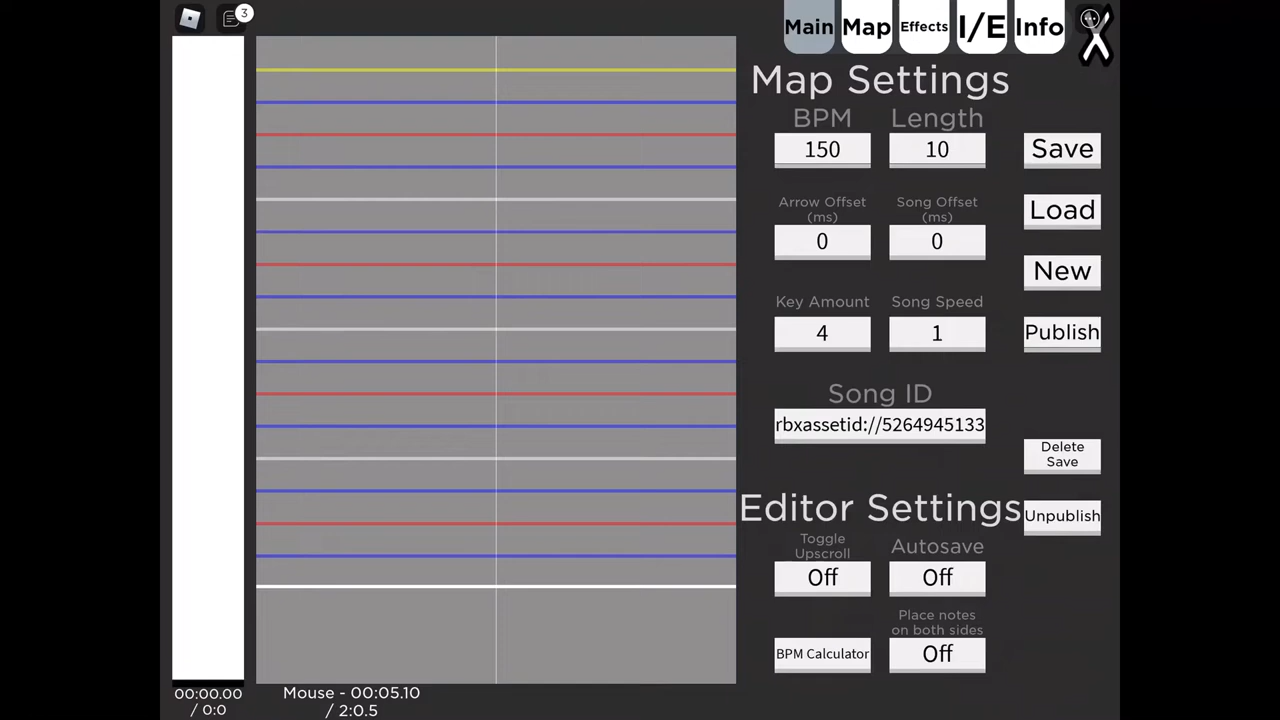 3
Main Map Effects I/E Info
Map Settings
BPM Length
150 10 Save
Arrow Offset
(ms)
Song Offset
(ms)
Load
0 0
New
Key Amount Song Speed
4 1 Publish
Song ID
rbxassetid://5264945133
Delete
Save
Editor Settings
Unpublish
Toggle
Upscroll
Autosave
Off Off
Place notes
on both sides
BPM Calculator Off
00:00.00
/ 0:0
Mouse - 00:05.10
/ 2:0.5